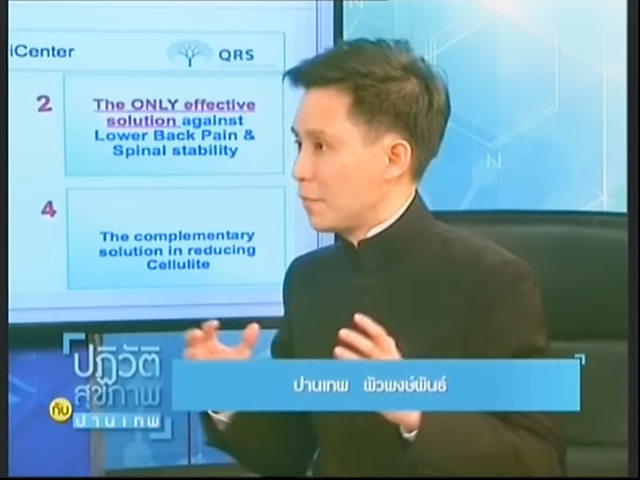 iCenter
QRS
2
The ONLY effective
solution against
Lower Back Pain &
Spinal stability
4
The complementary
solution in reducing
Cellulite
ปฏิวัติ
สุขภาพ
กับ
ปานเทพ
ปานเทพ พัวพงษ์พันธ์
N